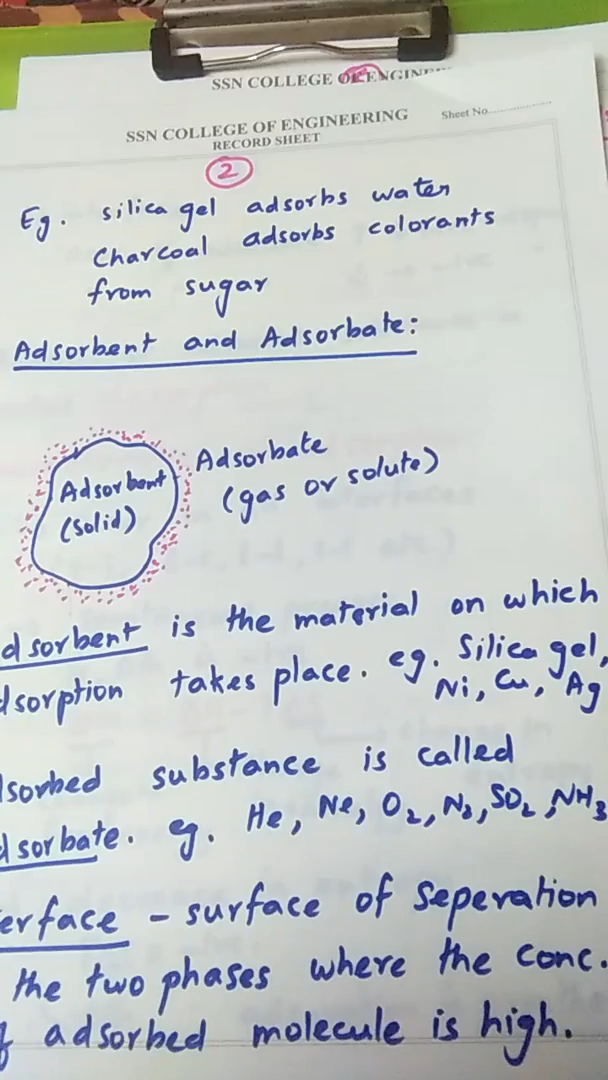 SSN COLLEGE OF ENGINE
SSN COLLEGE OF ENGINEERING
Sheet No.
RECORD SHEET
2
Eg. silica gel adsorbs water
charcoal adsorbs colorants
from sugar
Adsorbent and Adsorbate:
Adsorbent
(solid)
Adsorbate
(gas or solute)
dsorbent is the material on which
dsorption takes place. eg. Silica gel,
Ni, Cu, Ag
sorbed substance is called
dsorbate. eg. He, Ne, O₂, N₂, SO₂, NH₃
erface - surface of seperation
the two phases where the conc.
f adsorbed molecule is high.